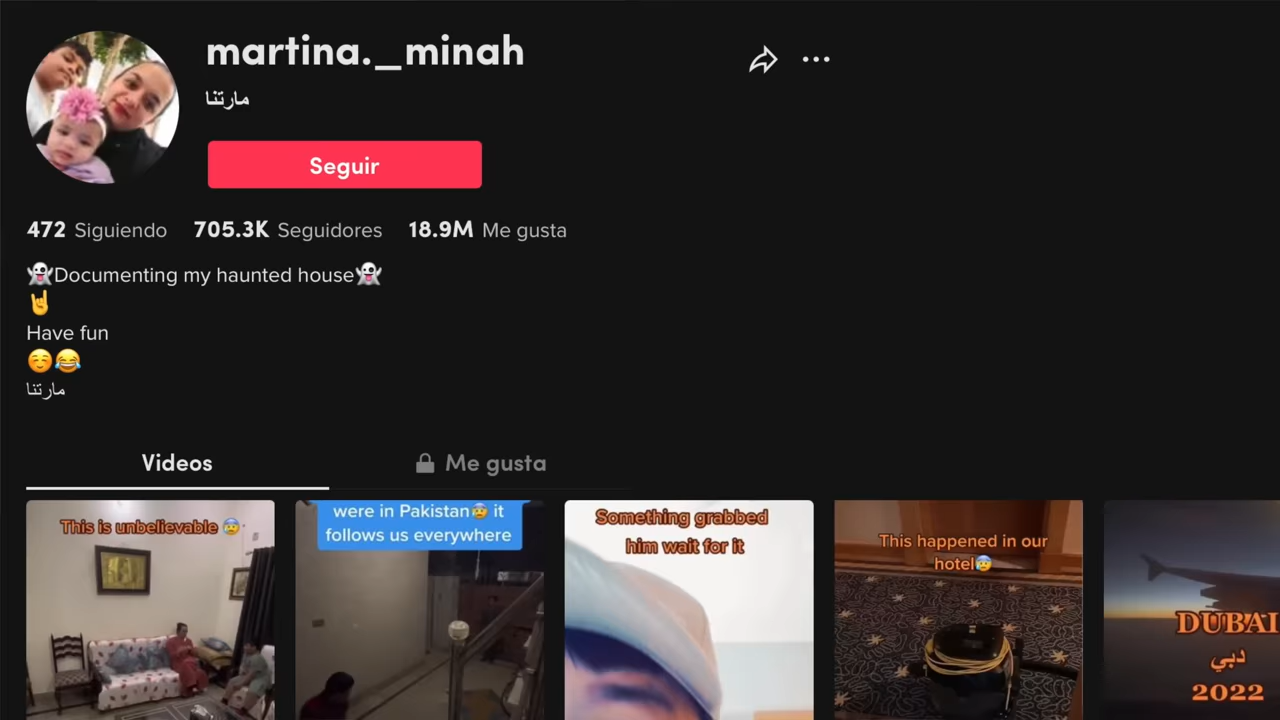 martina._minah
مارتنا
Seguir
472 Siguiendo 705.3K Seguidores 18.9M Me gusta
👻Documenting my haunted house👻
🤘
Have fun
☺️😂
مارتنا
Videos Me gusta
This is unbelievable 😰
were in Pakistan😰 it
follows us everywhere
Something grabbed
him wait for it
This happened in our
hotel😰
DUBAI
دبي
2022